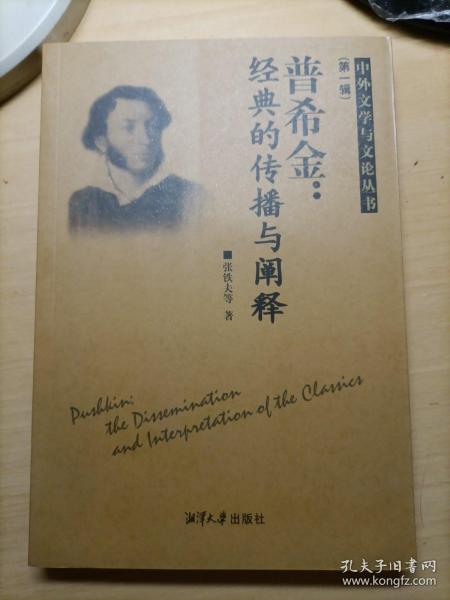 中外文学与文论丛书
(第一辑)
普希金:
经典的传播与阐释
■张铁夫等 著
Pushkin:
the Dissemination
and Interpretation of the Classics
湘潭大学出版社
孔夫子旧书网
www.kongfz.com